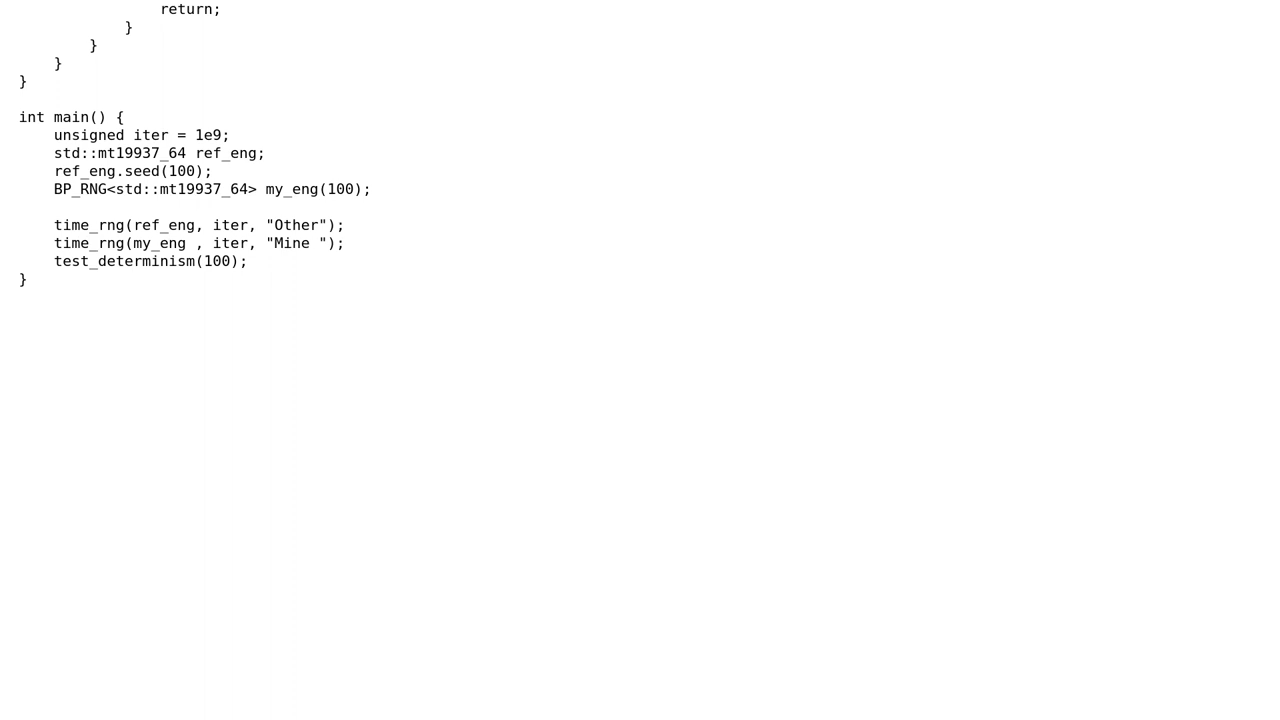 return;
            }
        }
    }
}

int main() {
    unsigned iter = 1e9;
    std::mt19937_64 ref_eng;
    ref_eng.seed(100);
    BP_RNG<std::mt19937_64> my_eng(100);

    time_rng(ref_eng, iter, "Other");
    time_rng(my_eng , iter, "Mine ");
    test_determinism(100);
}